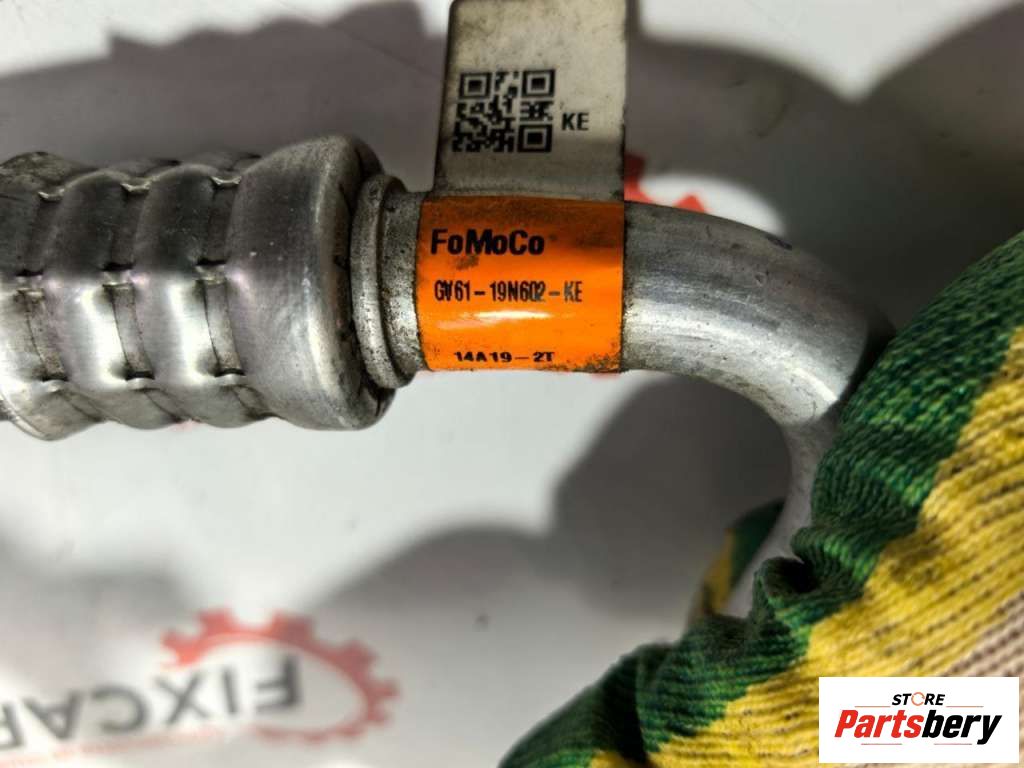 KE
FoMoCo
GV61-19N602-KE
14A19-2T
FIXCAR
STORE
Partsbery